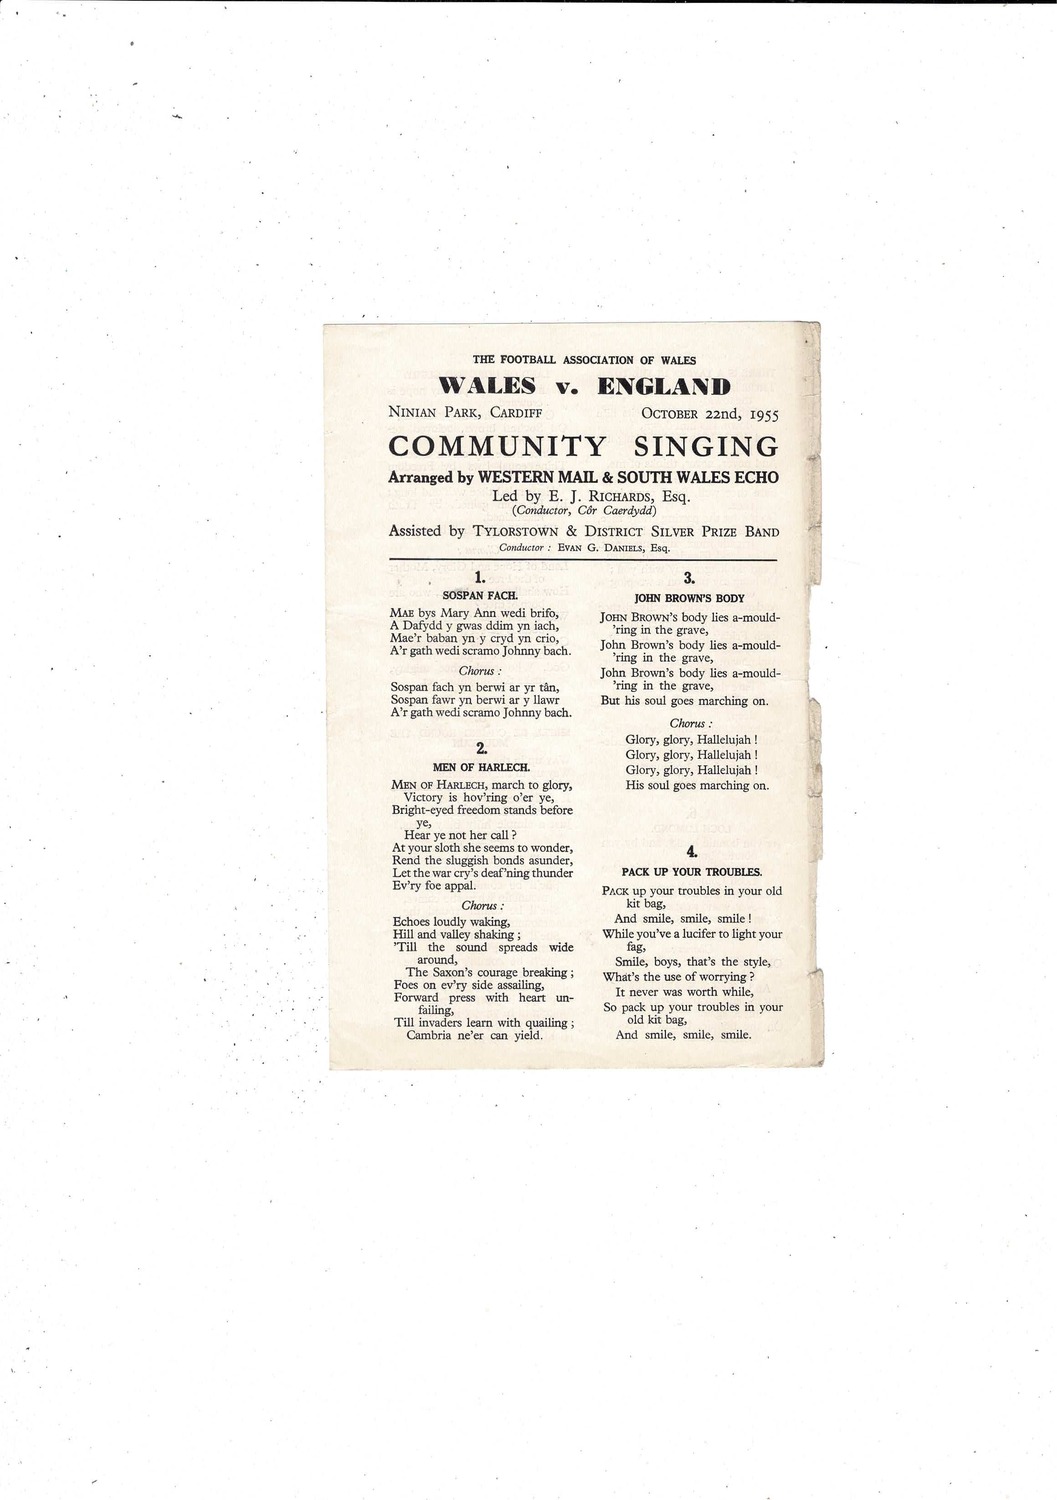 THE FOOTBALL ASSOCIATION OF WALES
WALES v. ENGLAND
NINIAN PARK, CARDIFF OCTOBER 22nd, 1955
COMMUNITY SINGING
Arranged by WESTERN MAIL & SOUTH WALES ECHO
Led by E. J. RICHARDS, Esq.
(Conductor, Côr Caerdydd)
Assisted by TYLORSTOWN & DISTRICT SILVER PRIZE BAND
Conductor : EVAN G. DANIELS, Esq.
1.
SOSPAN FACH.
MAE bys Mary Ann wedi brifo,
A Dafydd y gwas ddim yn iach,
Mae'r baban yn y cryd yn crio,
A'r gath wedi scramo Johnny bach.
Chorus :
Sospan fach yn berwi ar yr tân,
Sospan fawr yn berwi ar y llawr
A'r gath wedi scramo Johnny bach.
2.
MEN OF HARLECH.
MEN OF HARLECH, march to glory,
Victory is hov'ring o'er ye,
Bright-eyed freedom stands before
ye,
Hear ye not her call ?
At your sloth she seems to wonder,
Rend the sluggish bonds asunder,
Let the war cry's deaf'ning thunder
Ev'ry foe appal.
Chorus :
Echoes loudly waking,
Hill and valley shaking ;
'Till the sound spreads wide
around,
The Saxon's courage breaking ;
Foes on ev'ry side assailing,
Forward press with heart un-
failing,
Till invaders learn with quailing ;
Cambria ne'er can yield.
3.
JOHN BROWN'S BODY
JOHN BROWN'S body lies a-mould-
'ring in the grave,
John Brown's body lies a-mould-
'ring in the grave,
John Brown's body lies a-mould-
'ring in the grave,
But his soul goes marching on.
Chorus :
Glory, glory, Hallelujah !
Glory, glory, Hallelujah !
Glory, glory, Hallelujah !
His soul goes marching on.
4.
PACK UP YOUR TROUBLES.
PACK up your troubles in your old
kit bag,
And smile, smile, smile !
While you've a lucifer to light your
fag,
Smile, boys, that's the style,
What's the use of worrying ?
It never was worth while,
So pack up your troubles in your
old kit bag,
And smile, smile, smile.